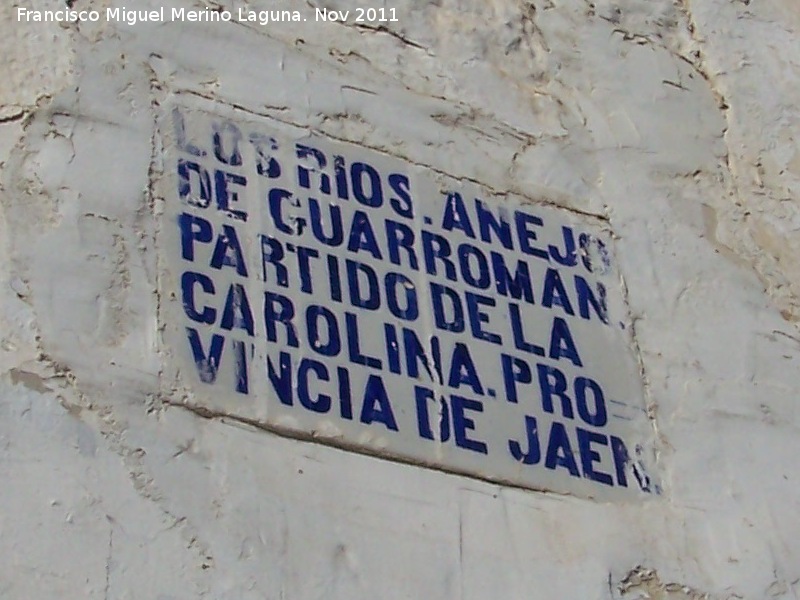 Francisco Miguel Merino Laguna. Nov 2011
LOS RIOS. ANEJO
DE GUARROMAN.
PARTIDO DE LA
CAROLINA. PRO-
VINCIA DE JAEN.